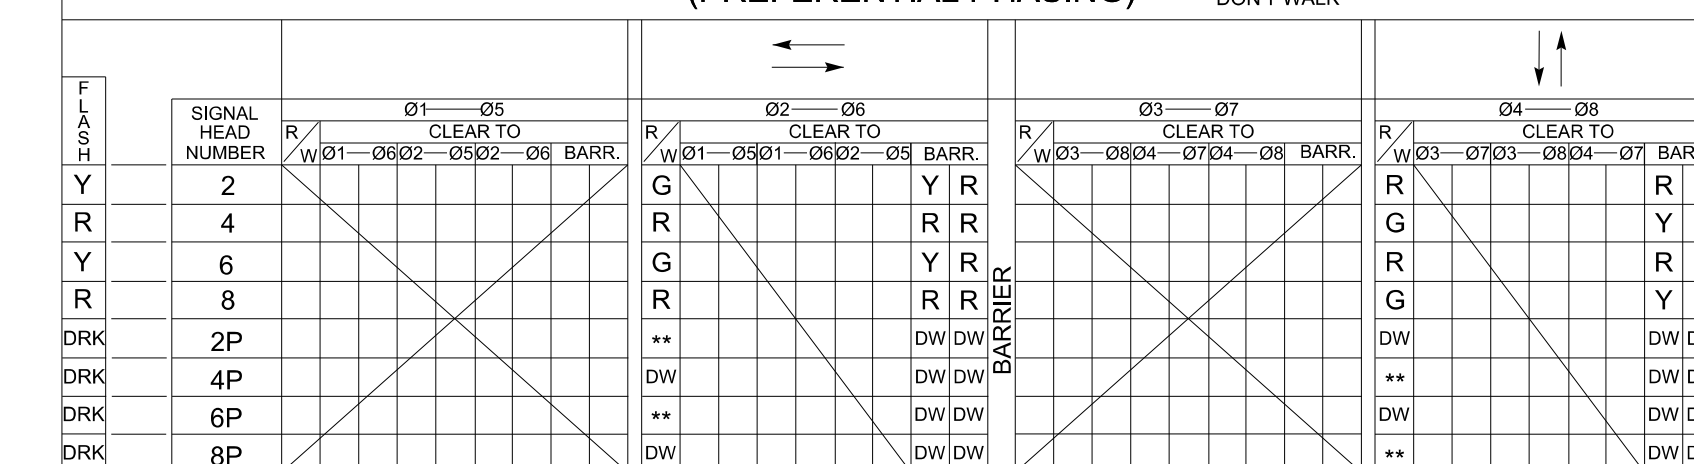 (PREFERENTIAL PHASING) DON'T WALK
FLASH
SIGNAL HEAD NUMBER
Ø1 Ø5 Ø2 Ø6 Ø3 Ø7 Ø4 Ø8
R/W CLEAR TO R/W CLEAR TO R/W CLEAR TO R/W CLEAR TO
Ø1 Ø6 Ø2 Ø5 Ø2 Ø6 BARR. Ø1 Ø5 Ø1 Ø6 Ø2 Ø5 BARR. Ø3 Ø8 Ø4 Ø7 Ø4 Ø8 BARR. Ø3 Ø7 Ø3 Ø8 Ø4 Ø7 BAR
Y 2 G Y R R R
R 4 R R R G Y
Y 6 G Y R R R
R 8 R R R G Y
BARRIER
DRK 2P ** DW DW DW DW
DRK 4P DW DW DW ** DW
DRK 6P ** DW DW DW DW
DRK 8P DW DW DW ** DW